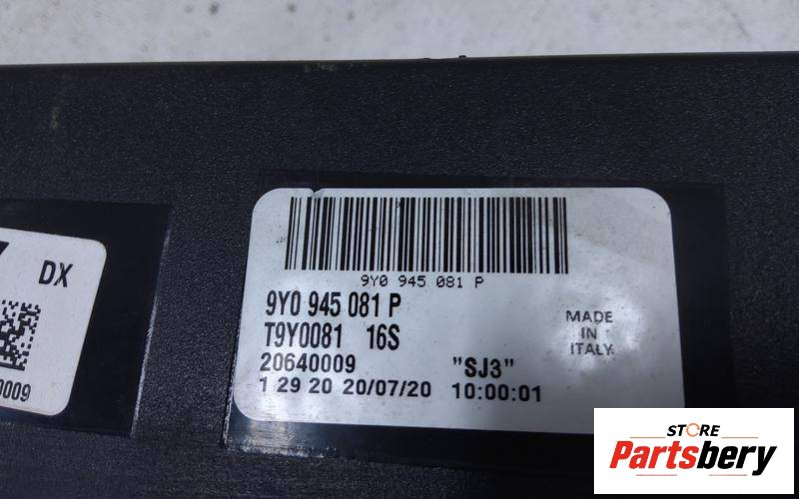 9Y0 945 081 P
9Y0 945 081 P
T9Y0081 16S
20640009 "SJ3"
1 29 20 20/07/20 10:00:01
MADE
IN
ITALY
DX
STORE
Partsbery